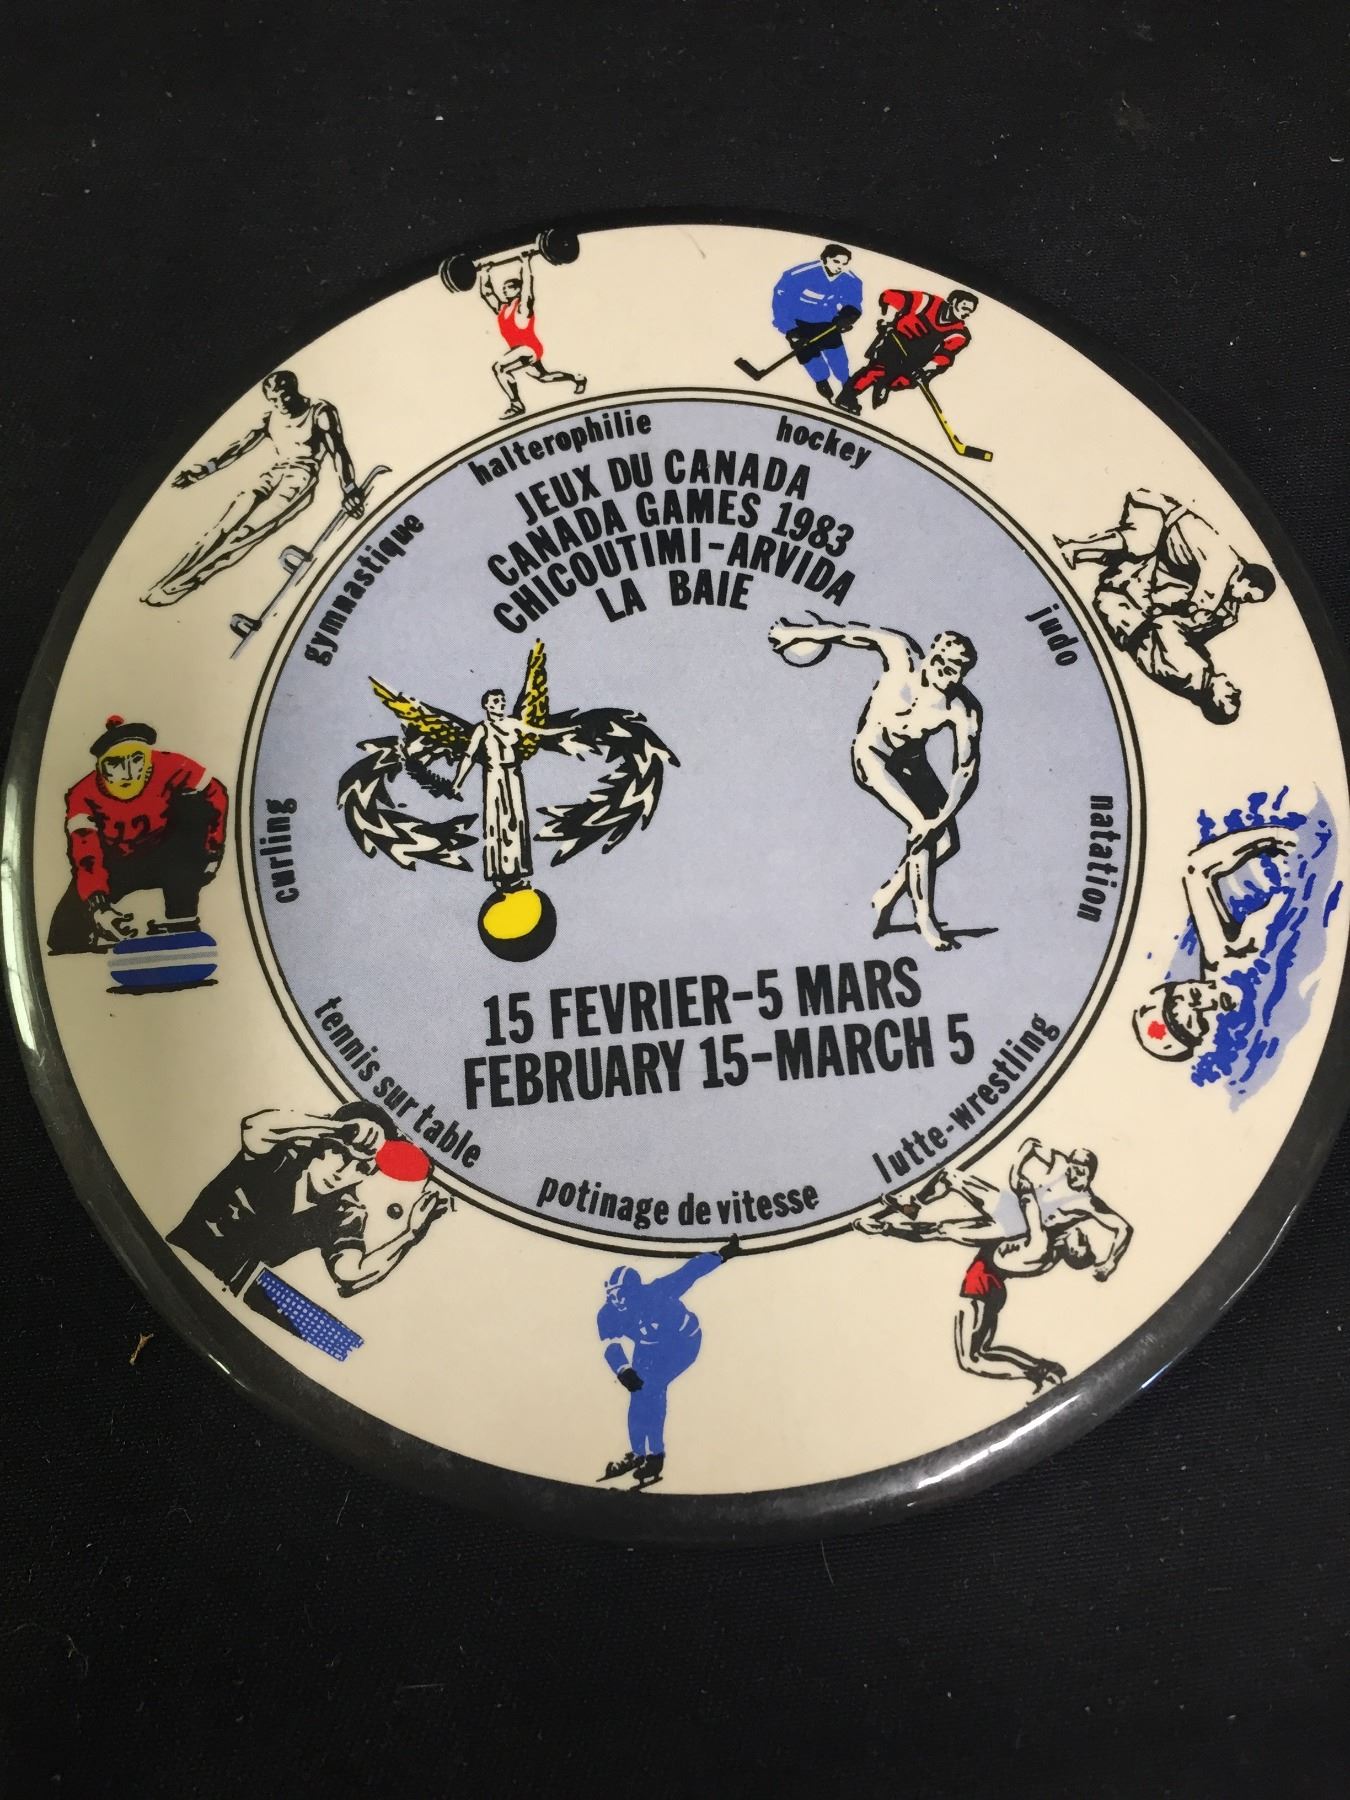 JEUX DU CANADA
CANADA GAMES 1983
CHICOUTIMI-ARVIDA
LA BAIE
15 FEVRIER-5 MARS
FEBRUARY 15-MARCH 5
halterophilie
hockey
judo
natation
lutte-wrestling
potinage de vitesse
tennis sur table
curling
gymnastique
12